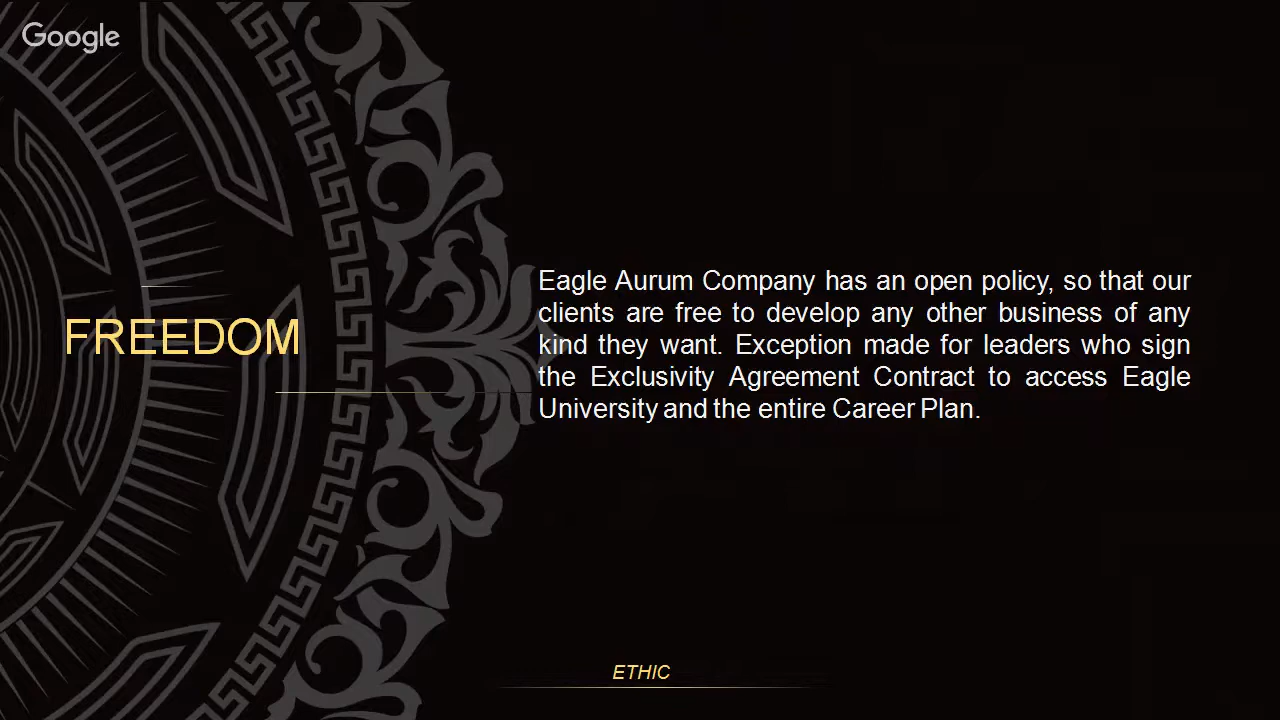 Google
FREEDOM
Eagle Aurum Company has an open policy, so that our
clients are free to develop any other business of any
kind they want. Exception made for leaders who sign
the Exclusivity Agreement Contract to access Eagle
University and the entire Career Plan.
ETHIC